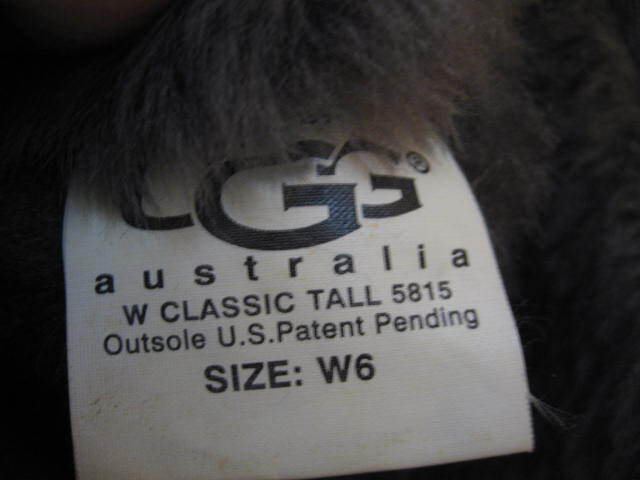 UGG®
australia
W CLASSIC TALL 5815
Outsole U.S.Patent Pending
SIZE: W6